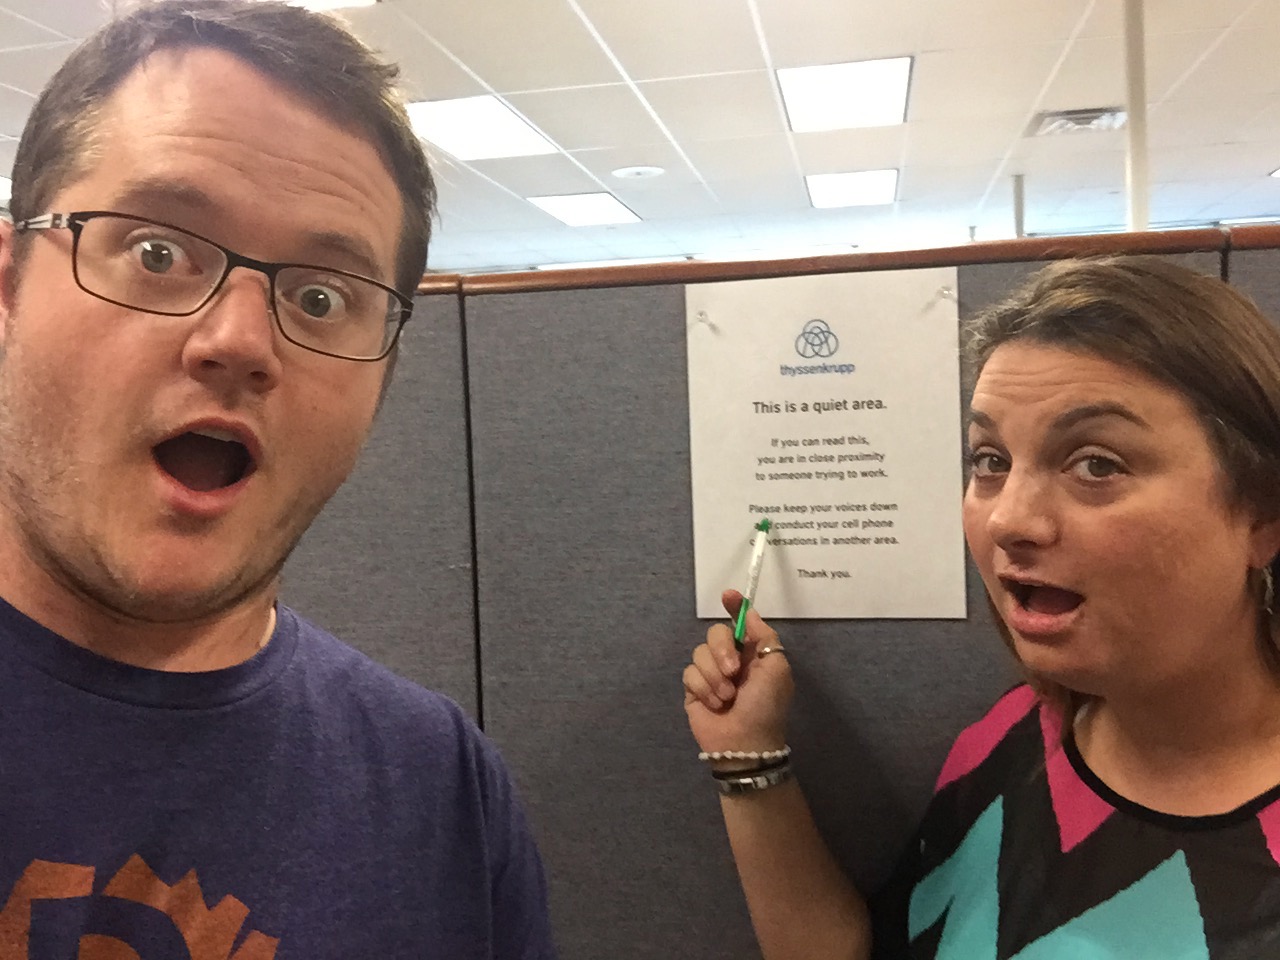 thyssenkrupp
This is a quiet area.
If you can read this,
you are in close proximity
to someone trying to work.
Please keep your voices down
conduct your cell phone
in another area.
Thank you.